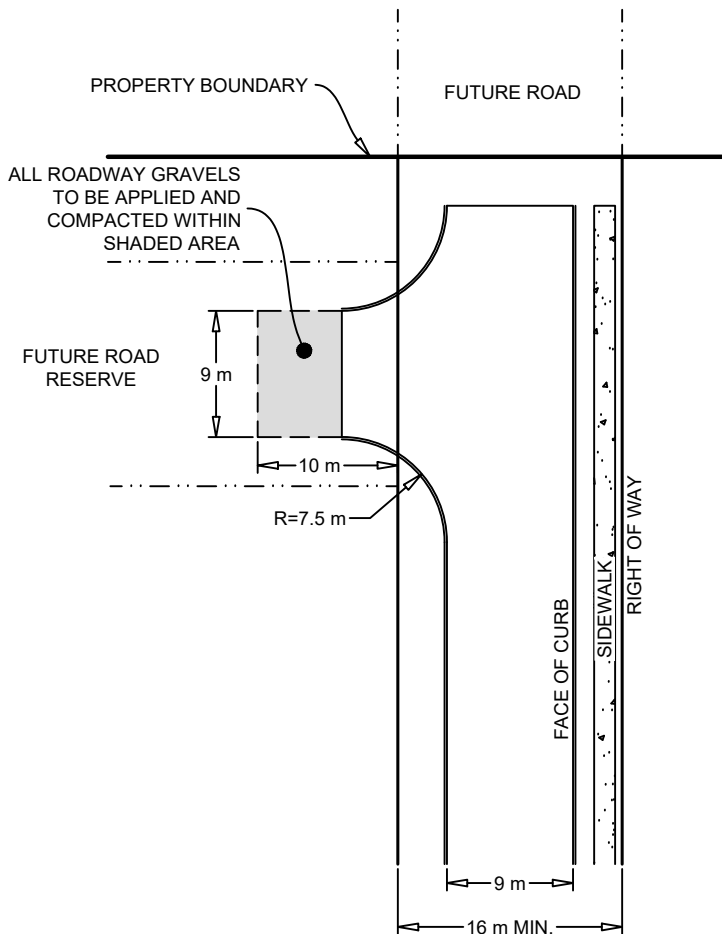 PROPERTY BOUNDARY
FUTURE ROAD
ALL ROADWAY GRAVELS
TO BE APPLIED AND
COMPACTED WITHIN
SHADED AREA
FUTURE ROAD
RESERVE
9 m
10 m
R=7.5 m
FACE OF CURB
SIDEWALK
RIGHT OF WAY
9 m
16 m MIN.